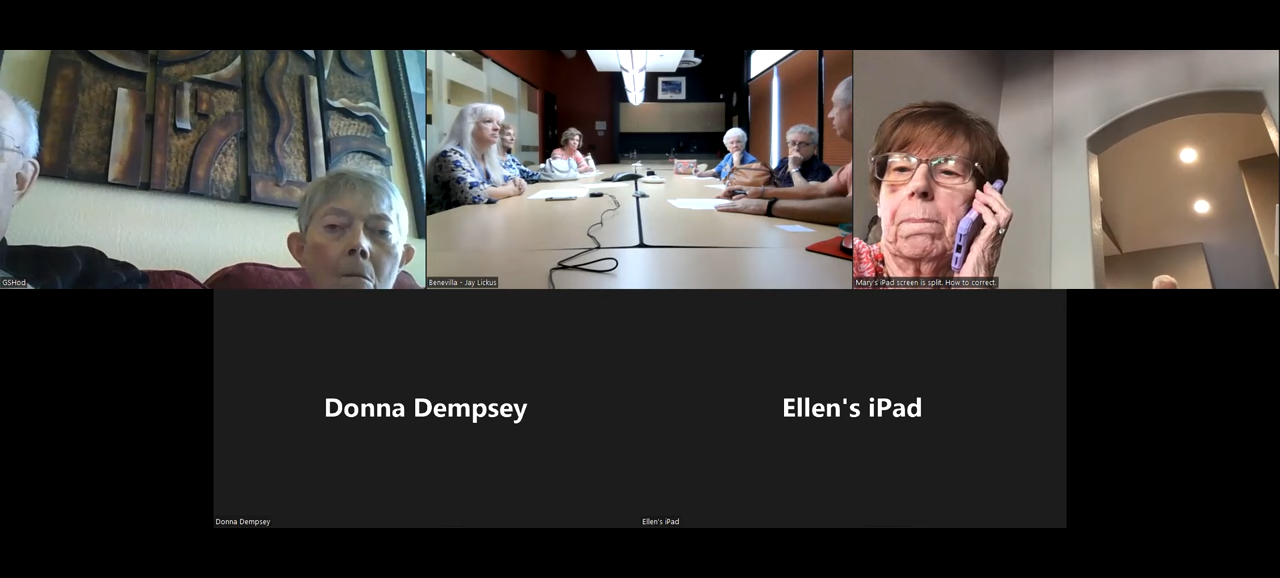 GSHod
Benevilla - Jay Lickus
Mary's iPad screen is split. How to correct.
Donna Dempsey
Ellen's iPad
Donna Dempsey
Ellen's iPad